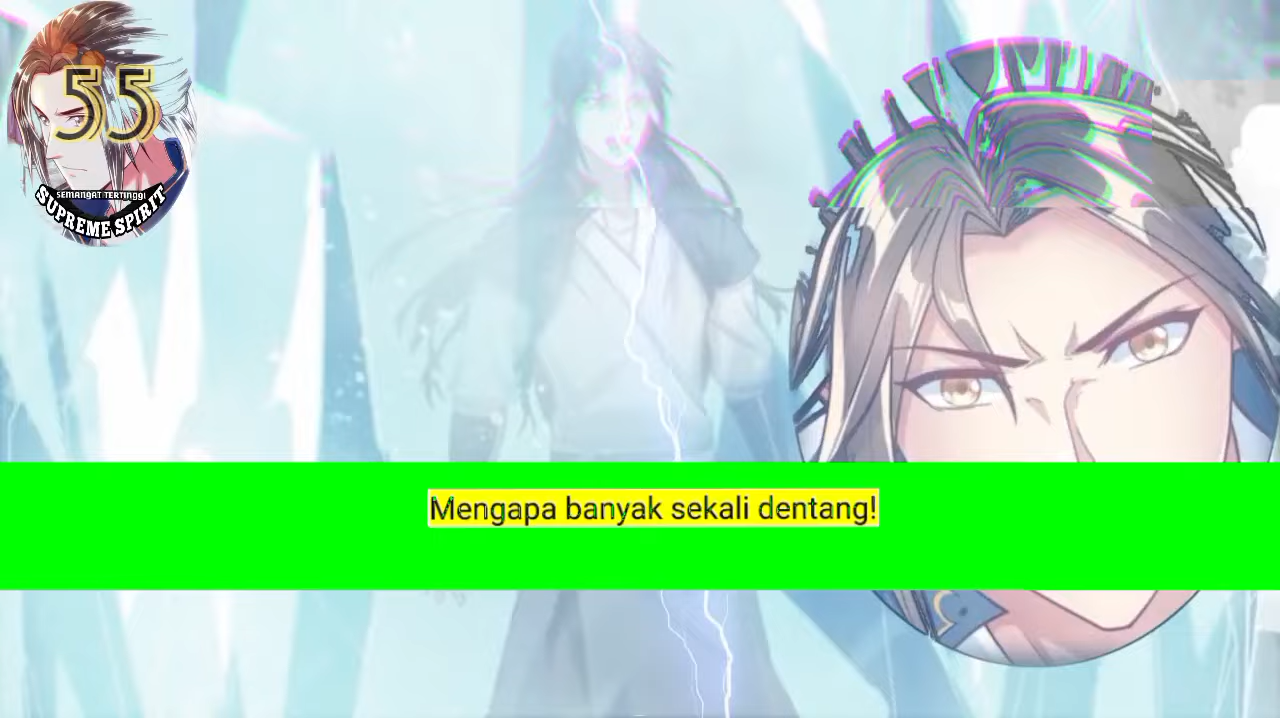 55
SEMANGAT TERTINGGI
SUPREME SPIRIT
Mengapa banyak sekali dentang!